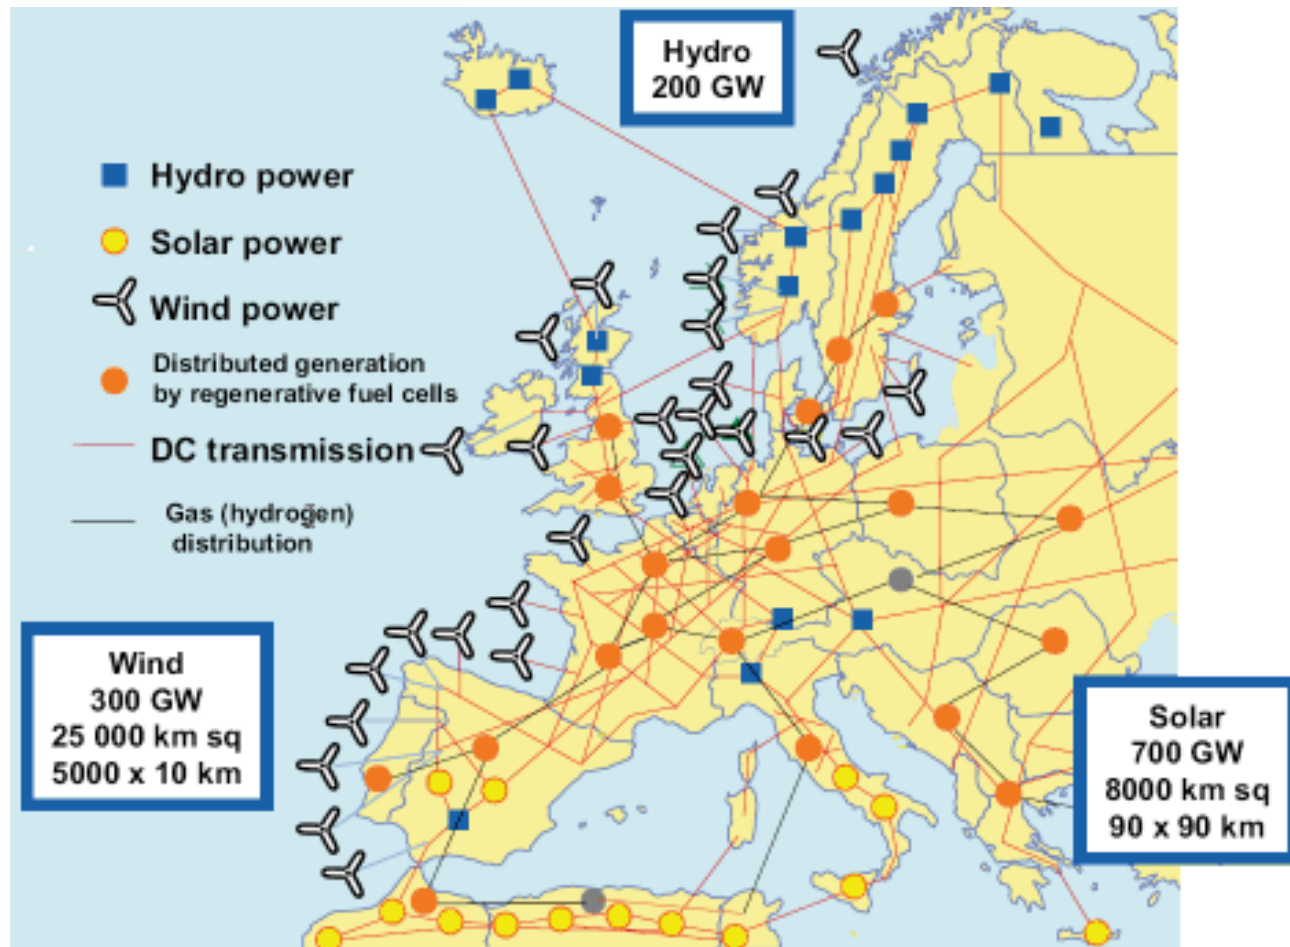 Hydro
200 GW
Hydro power
Solar power
Wind power
Distributed generation
by regenerative fuel cells
DC transmission
Gas (hydrogen)
distribution
Wind
300 GW
25 000 km sq
5000 x 10 km
Solar
700 GW
8000 km sq
90 x 90 km